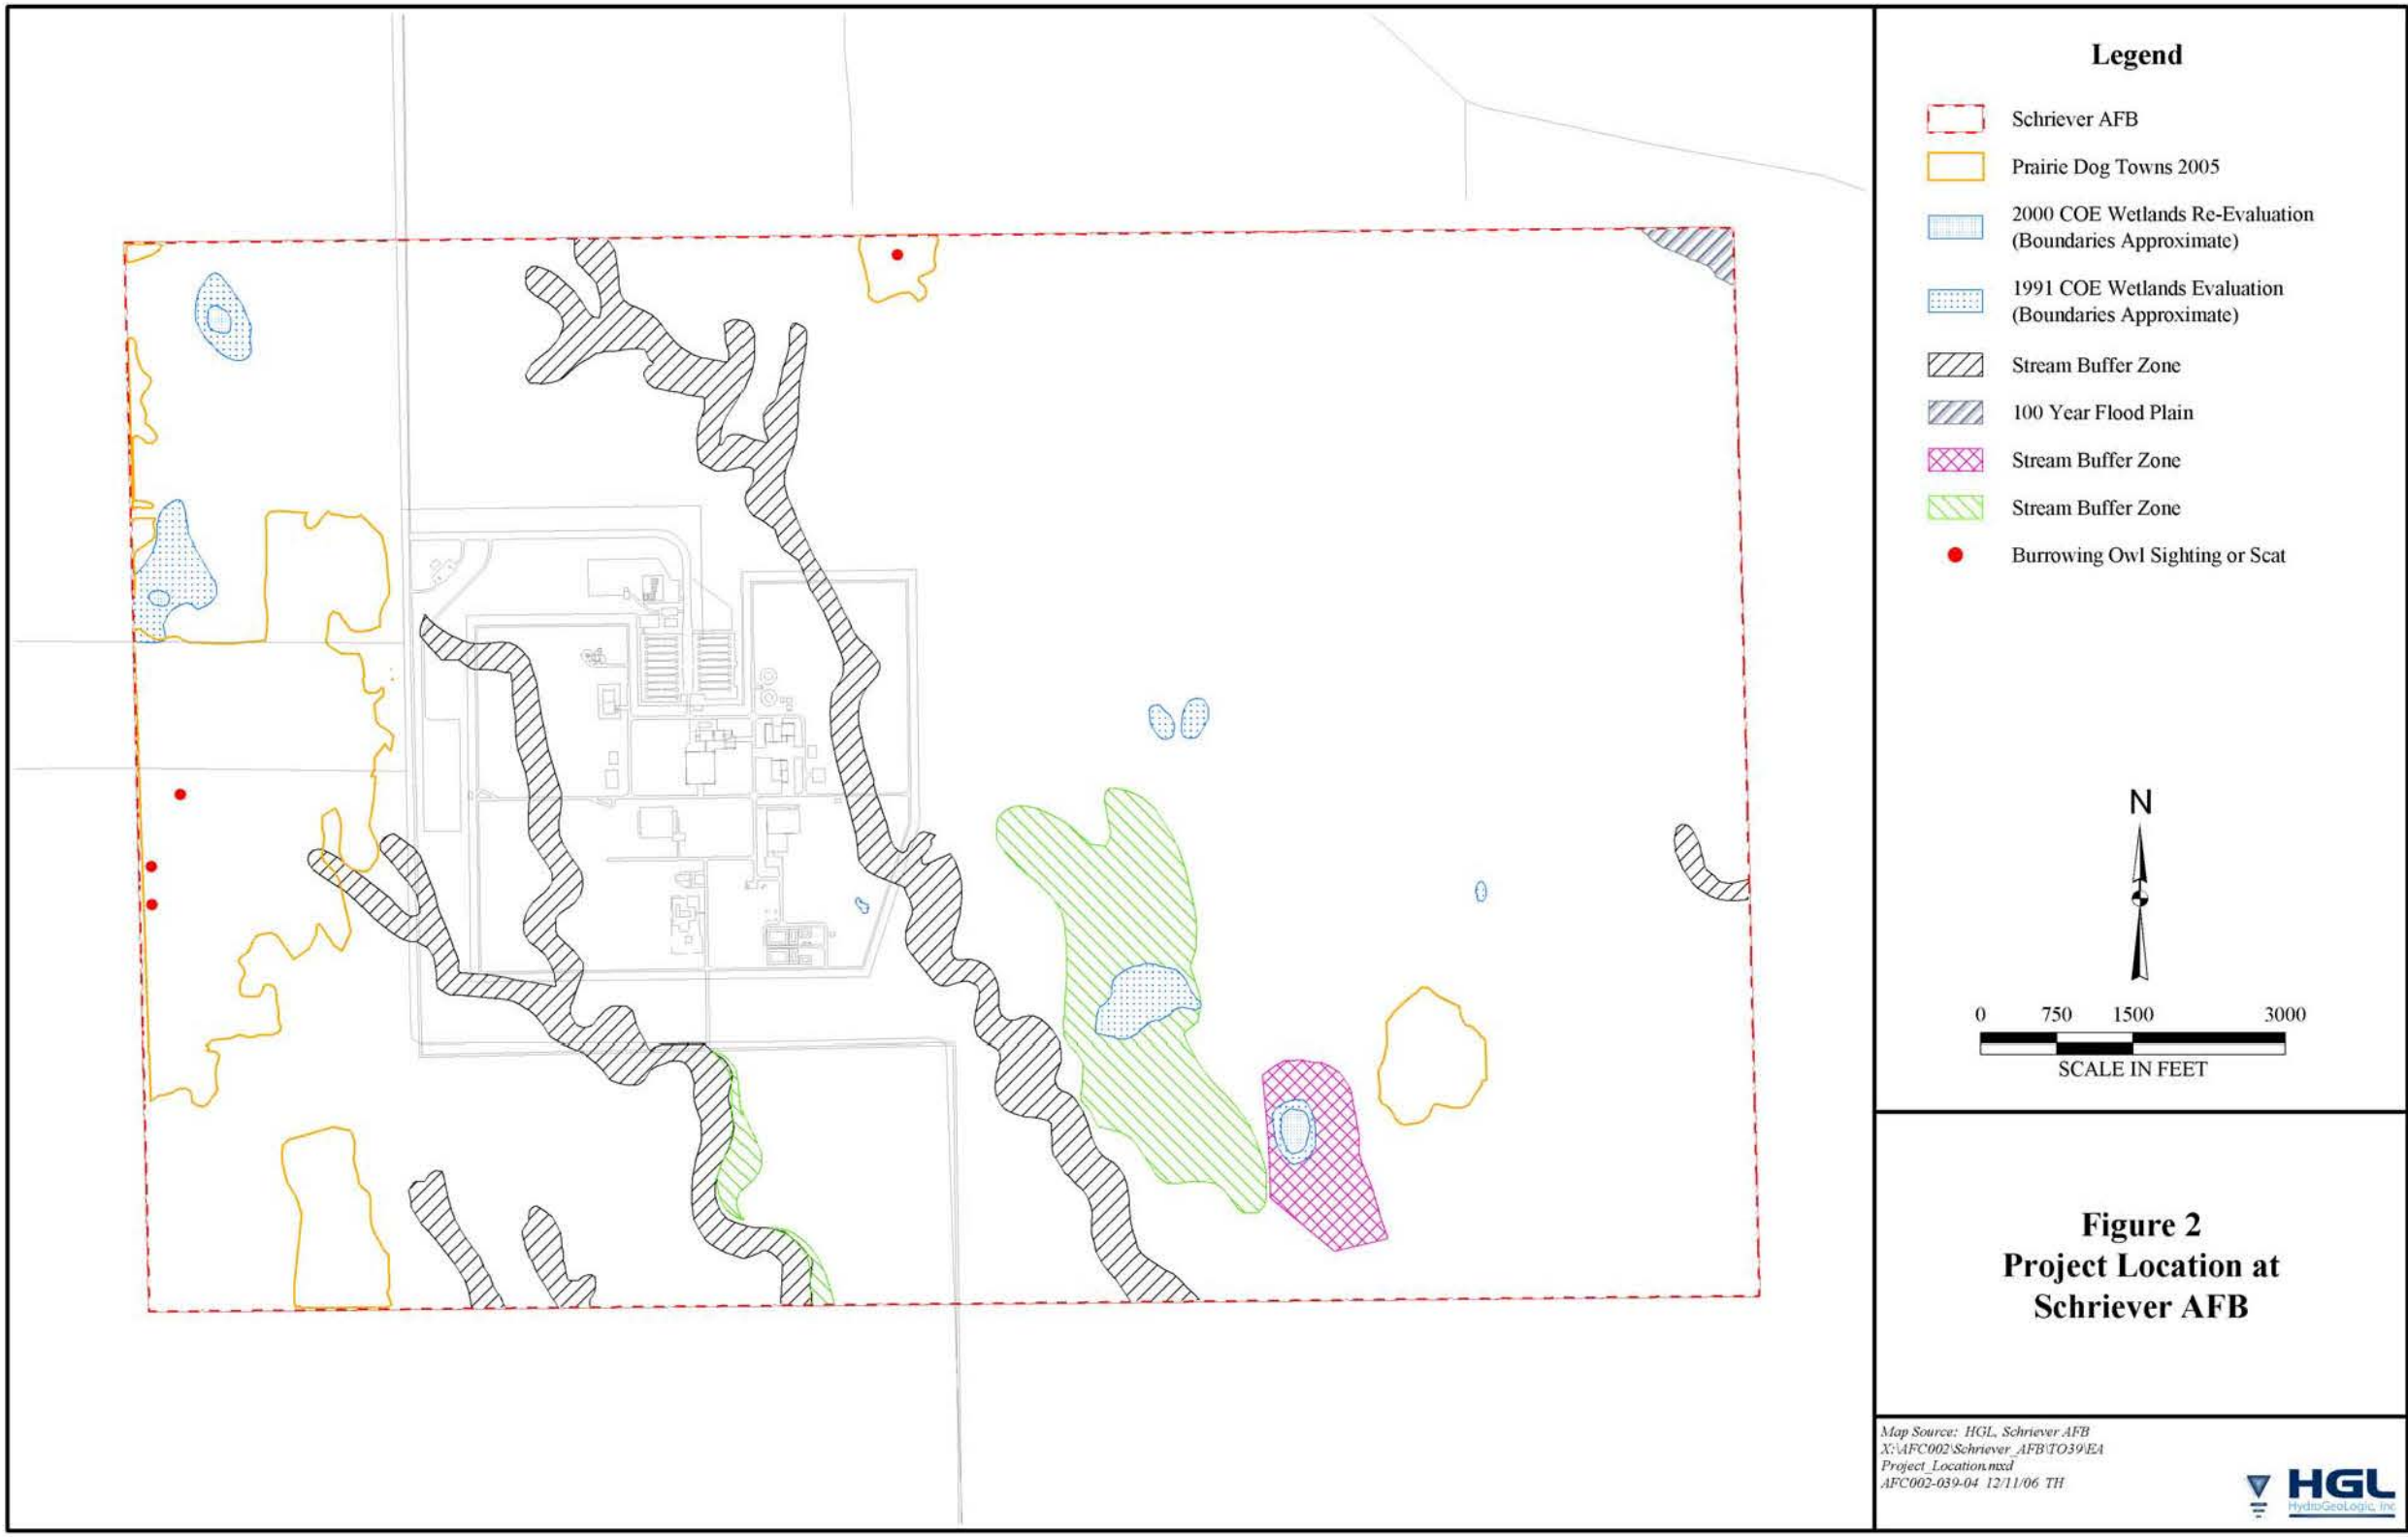 Legend
Schriever AFB
Prairie Dog Towns 2005
2000 COE Wetlands Re-Evaluation
(Boundaries Approximate)
1991 COE Wetlands Evaluation
(Boundaries Approximate)
Stream Buffer Zone
100 Year Flood Plain
Stream Buffer Zone
Stream Buffer Zone
Burrowing Owl Sighting or Scat
N
0 750 1500 3000
SCALE IN FEET
Figure 2
Project Location at
Schriever AFB
Map Source: HGL, Schriever AFB
X:\AFC002\Schriever_AFB\TO39\EA
Project_Location.mxd
AFC002-039-04 12/11/06 TH
HGL
HydroGeoLogic, Inc